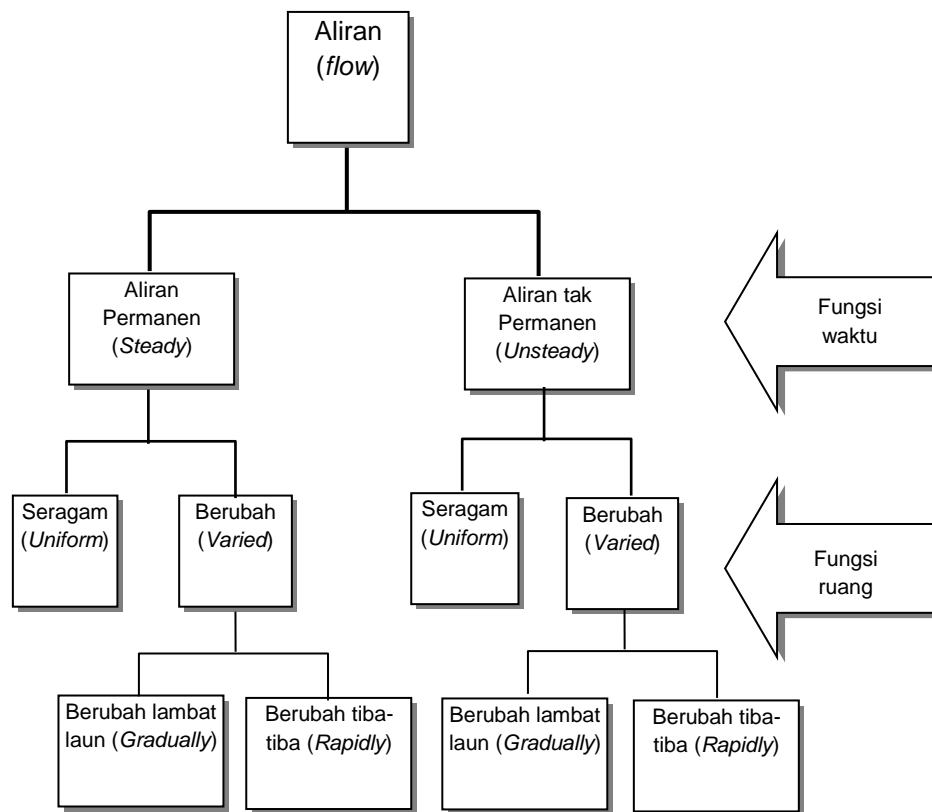 Aliran
(flow)
Aliran
Permanen
(Steady)
Aliran tak
Permanen
(Unsteady)
Fungsi
waktu
Seragam
(Uniform)
Berubah
(Varied)
Seragam
(Uniform)
Berubah
(Varied)
Fungsi
ruang
Berubah lambat
laun (Gradually)
Berubah tiba-
tiba (Rapidly)
Berubah lambat
laun (Gradually)
Berubah tiba-
tiba (Rapidly)